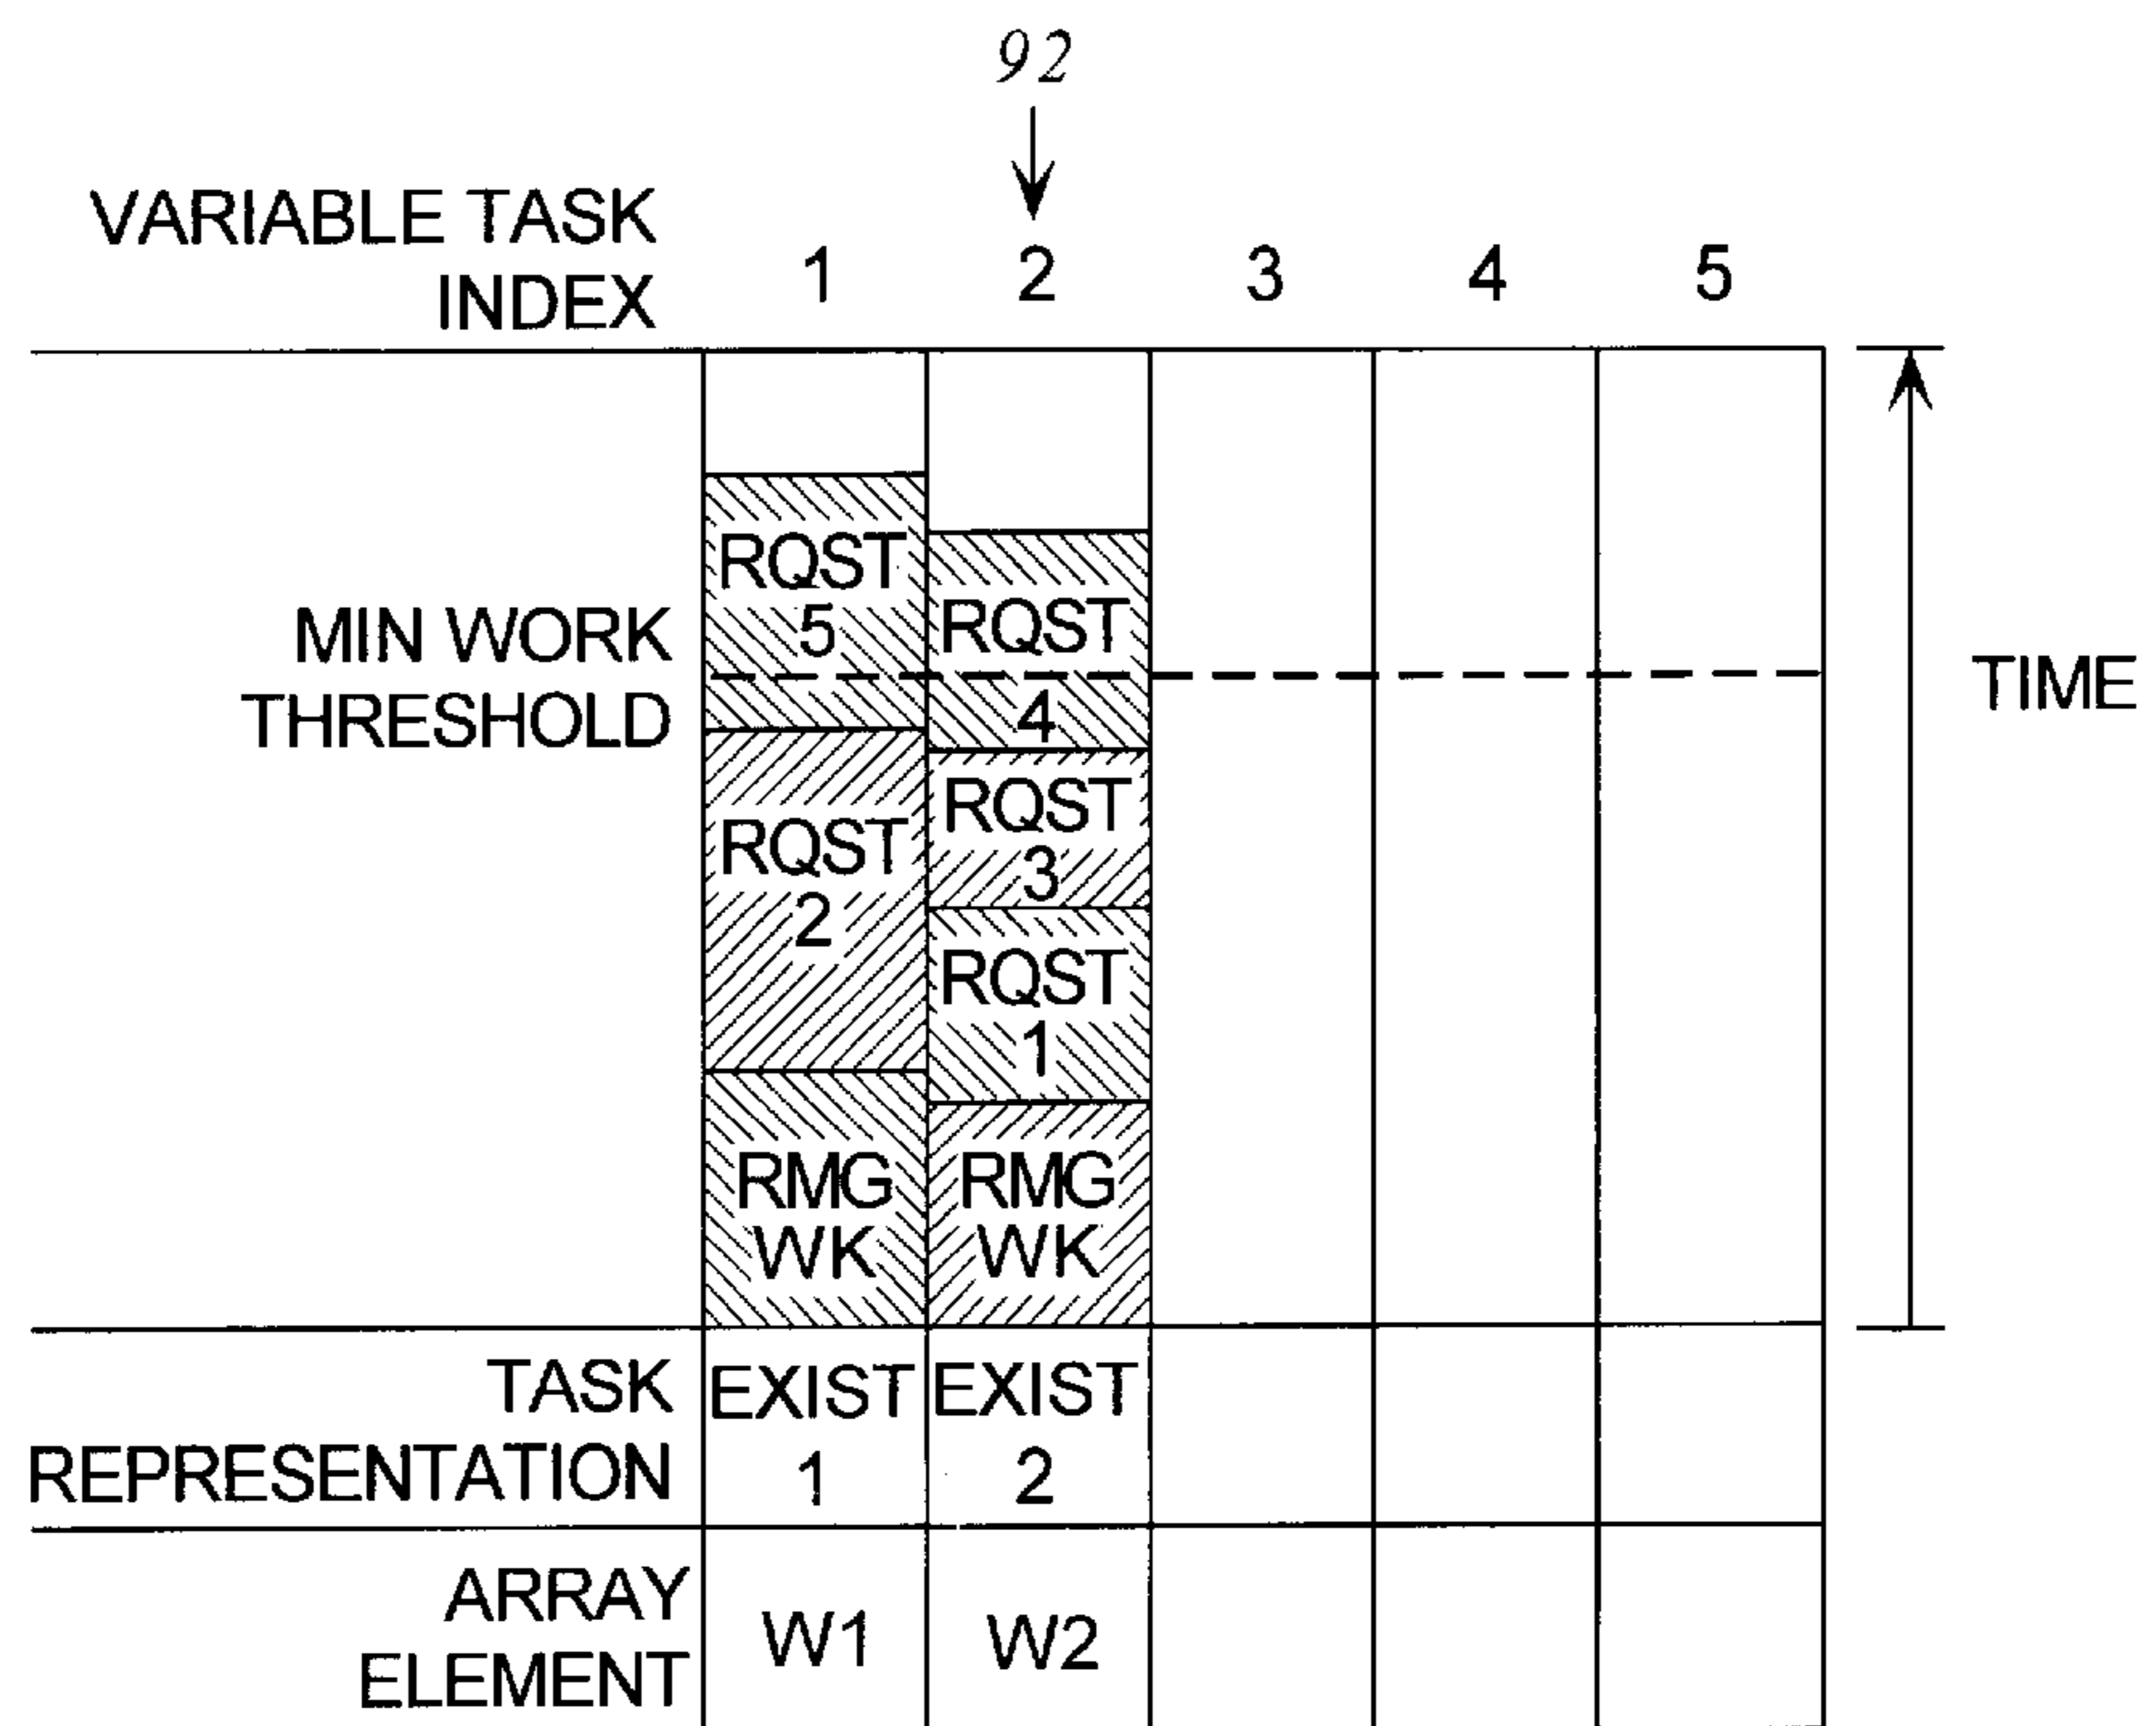 92
VARIABLE TASK
INDEX
1 2 3 4 5
RQST
5
RQST
4
MIN WORK
THRESHOLD
TIME
RQST
2
RQST
3
RQST
1
RMG
WK
RMG
WK
TASK
REPRESENTATION
EXIST
1
EXIST
2
ARRAY
ELEMENT
W1 W2